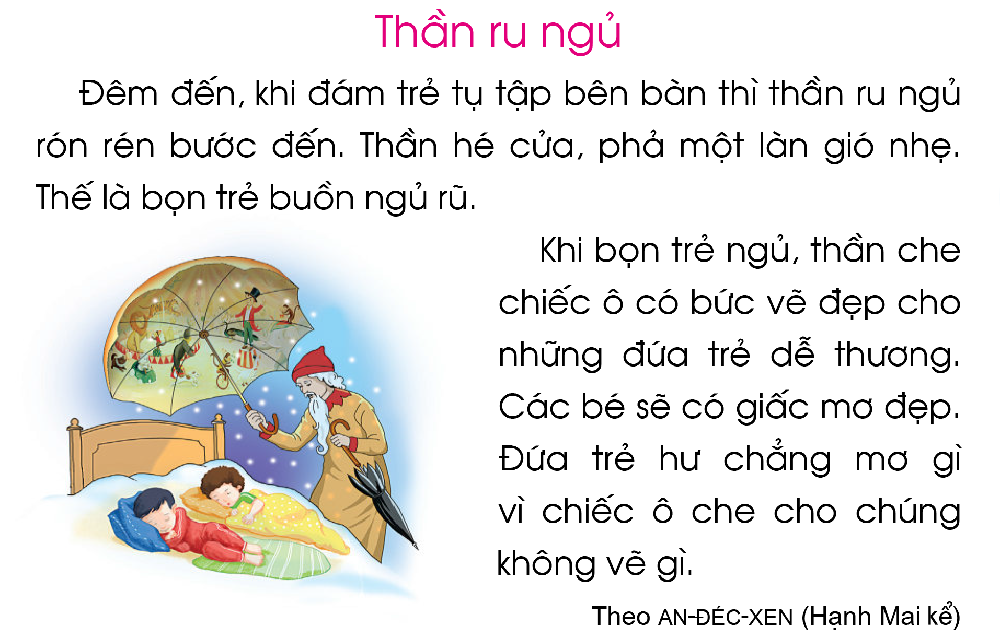 Thần ru ngủ
Đêm đến, khi đám trẻ tụ tập bên bàn thì thần ru ngủ
rón rén bước đến. Thần hé cửa, phả một làn gió nhẹ.
Thế là bọn trẻ buồn ngủ rũ.
Khi bọn trẻ ngủ, thần che
chiếc ô có bức vẽ đẹp cho
những đứa trẻ dễ thương.
Các bé sẽ có giấc mơ đẹp.
Đứa trẻ hư chẳng mơ gì
vì chiếc ô che cho chúng
không vẽ gì.
Theo AN-ĐÉC-XEN (Hạnh Mai kể)